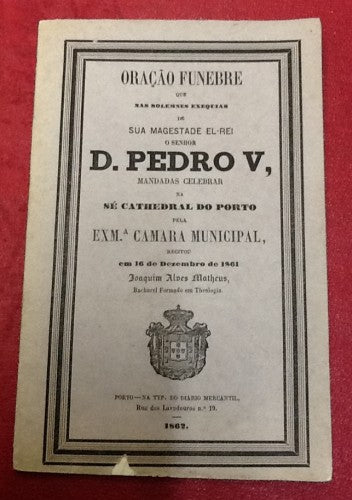 ORAÇÃO FUNEBRE
QUE
NAS SOLEMNES EXEQUIAS
DE
SUA MAGESTADE EL-REI
O SENHOR
D. PEDRO V,
MANDADAS CELEBRAR
NA
SÉ CATHEDRAL DO PORTO
PELA
EXM.ª CAMARA MUNICIPAL,
RECITOU
em 16 de Dezembro de 1861
Joaquim Alves Matheus,
Bacharel Formado em Theologia.
PORTO—NA TYP. DO DIARIO MERCANTIL,
Rua dos Lavadouros n.º 19.
1862.